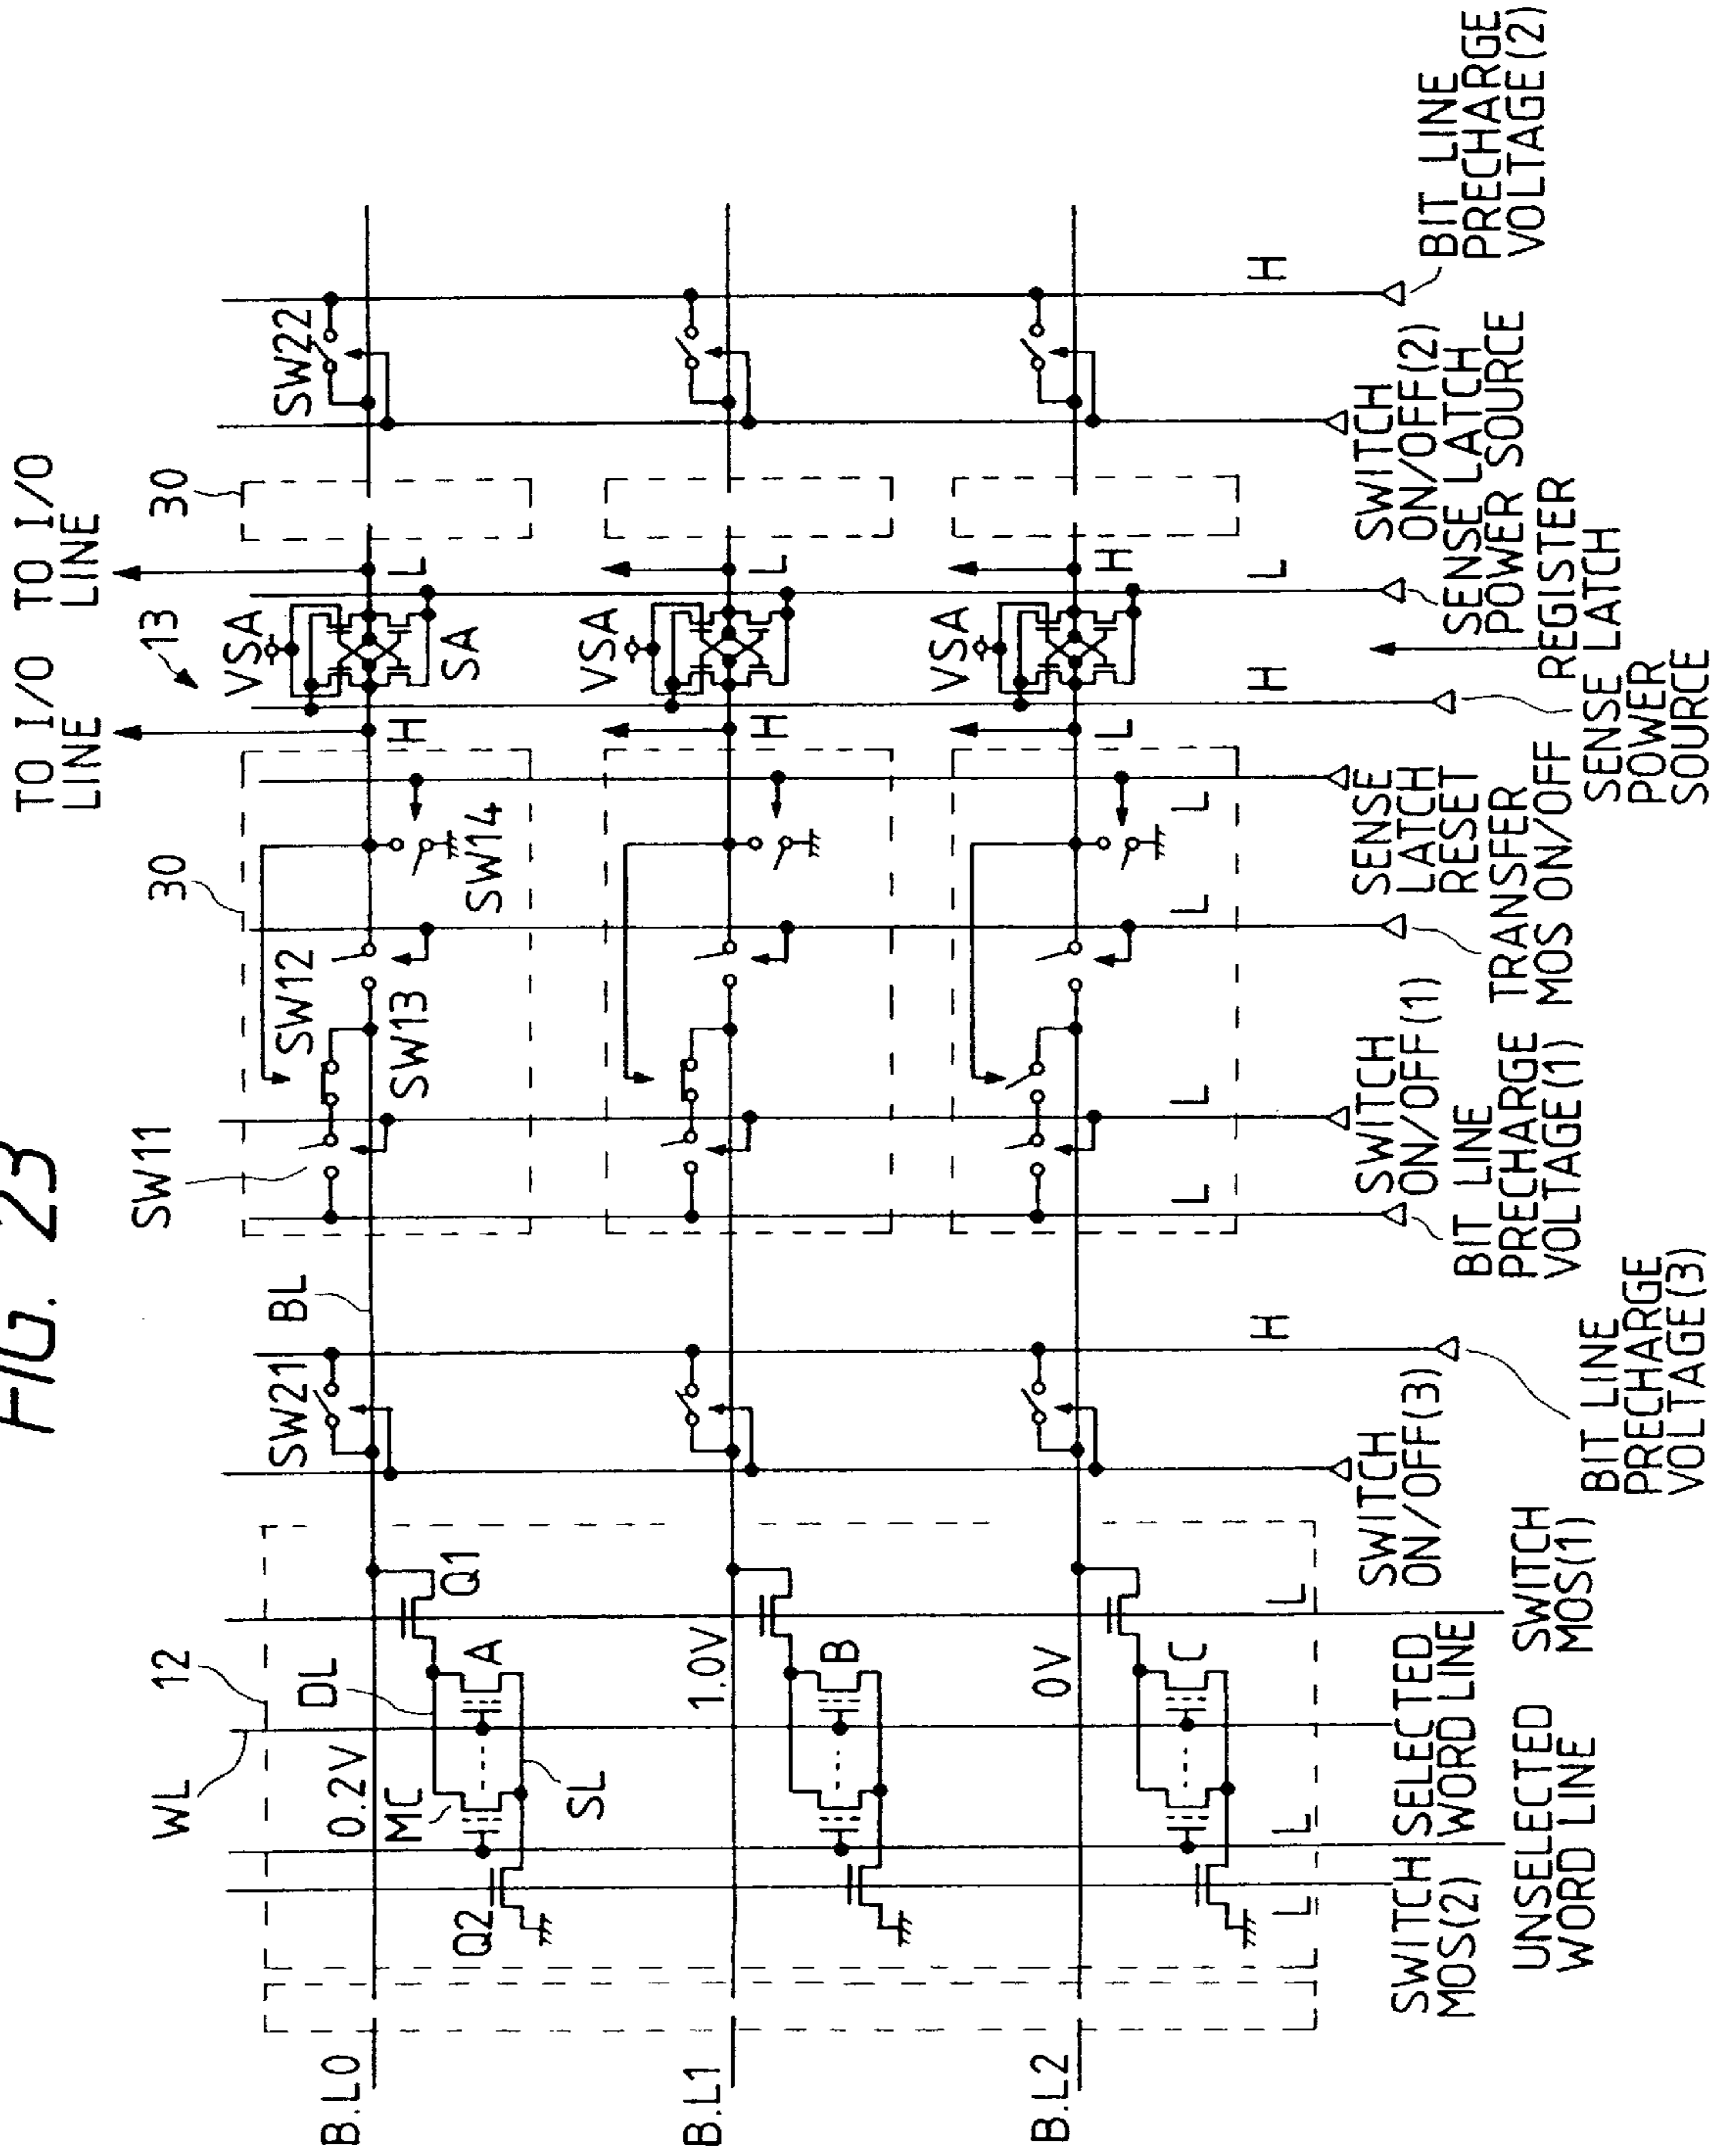 FIG. 23
TO I/O
LINE
TO I/O
LINE
WL
12
SW11
30
13
30
DL
SW21
BL
SW12
SW13
SW14
VSA
SA
SW22
B.L0
0.2V
MC
A
Q1
Q2
SL
H
L
B.L1
1.0V
B
VSA
H
L
B.L2
0V
C
VSA
L
H
L
L
L
H
L
L
L
L
H
L
H
SWITCH
MOS(2)
UNSELECTED
WORD LINE
SELECTED
WORD LINE
SWITCH
MOS(1)
SWITCH
ON/OFF(3)
BIT LINE
PRECHARGE
VOLTAGE(3)
BIT LINE
PRECHARGE
VOLTAGE(1)
SWITCH
ON/OFF(1)
TRANSFER
MOS ON/OFF
SENSE
LATCH
RESET
SENSE LATCH
POWER
SOURCE
REGISTER
SENSE LATCH
POWER SOURCE
SWITCH
ON/OFF(2)
BIT LINE
PRECHARGE
VOLTAGE(2)